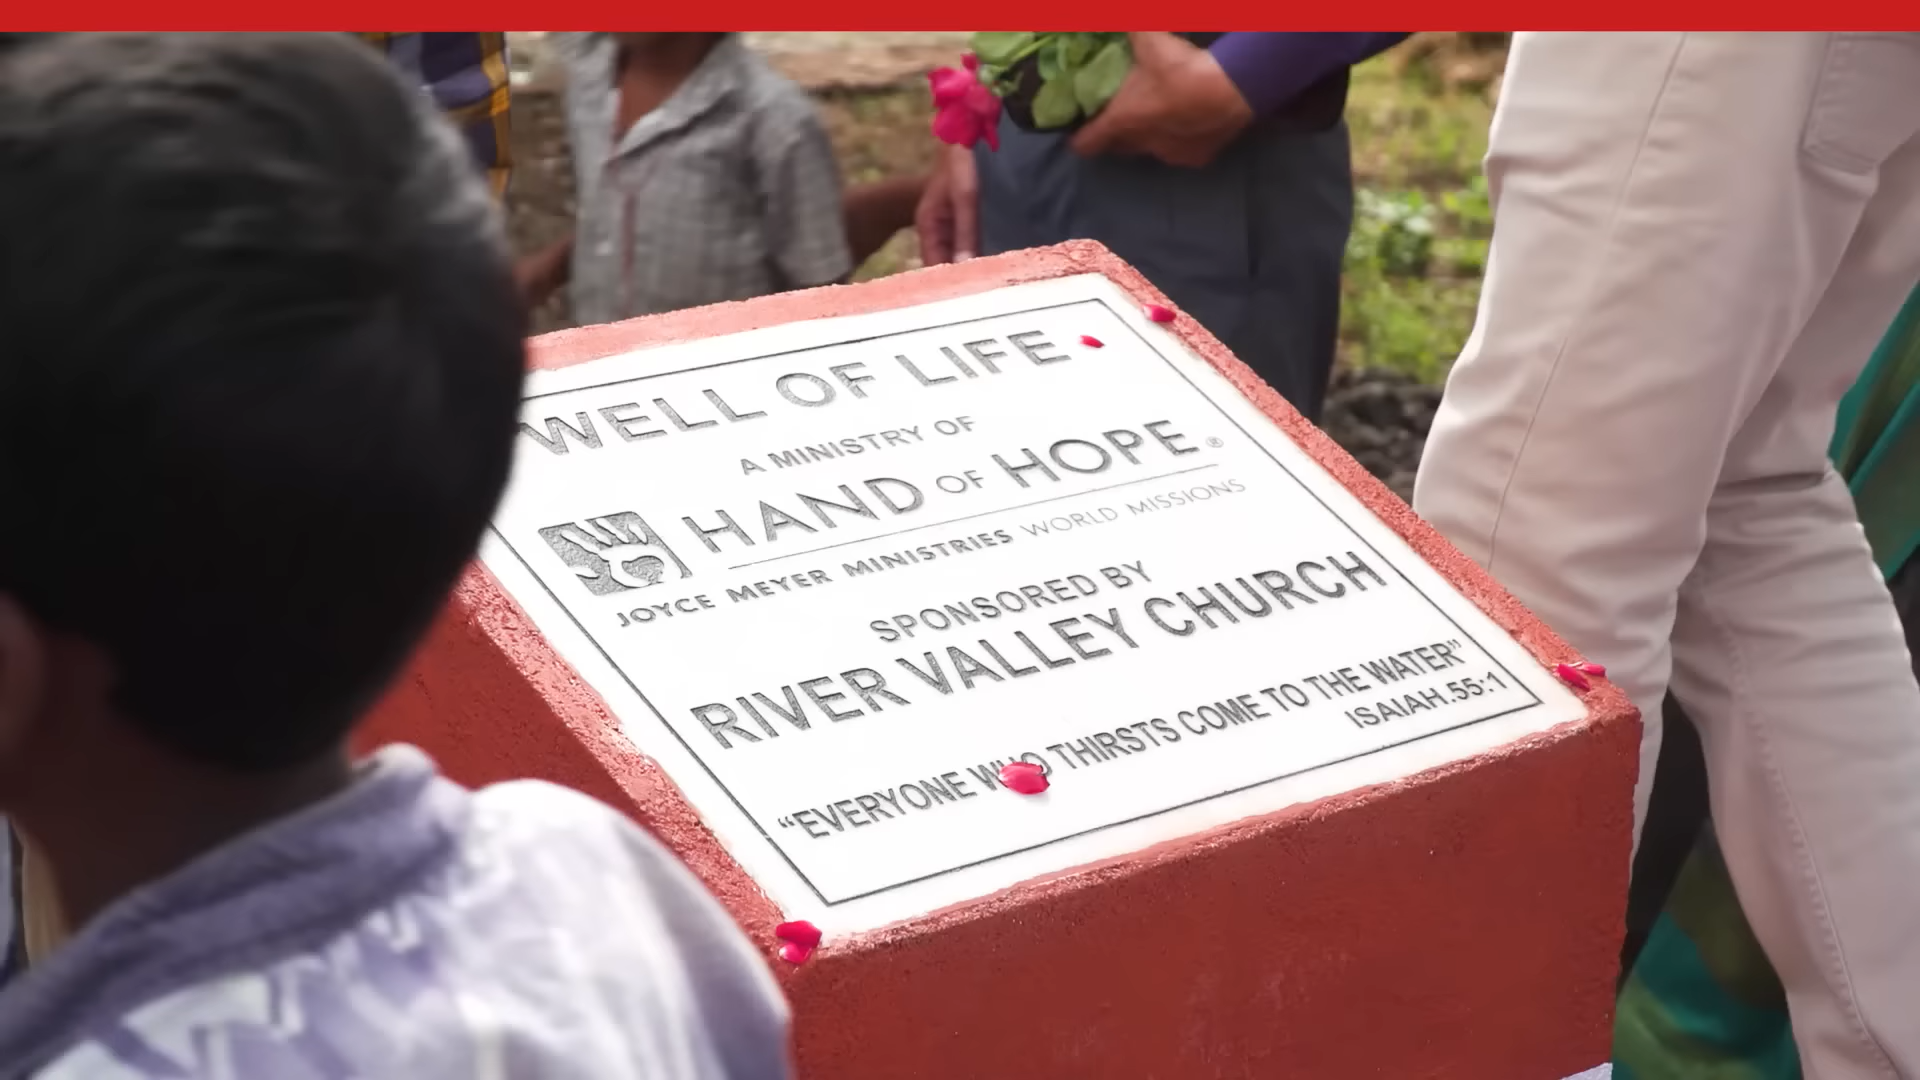 WELL OF LIFE
A MINISTRY OF
HAND OF HOPE®
JOYCE MEYER MINISTRIES WORLD MISSIONS
SPONSORED BY
RIVER VALLEY CHURCH
“EVERYONE WHO THIRSTS COME TO THE WATER”
ISAIAH.55:1